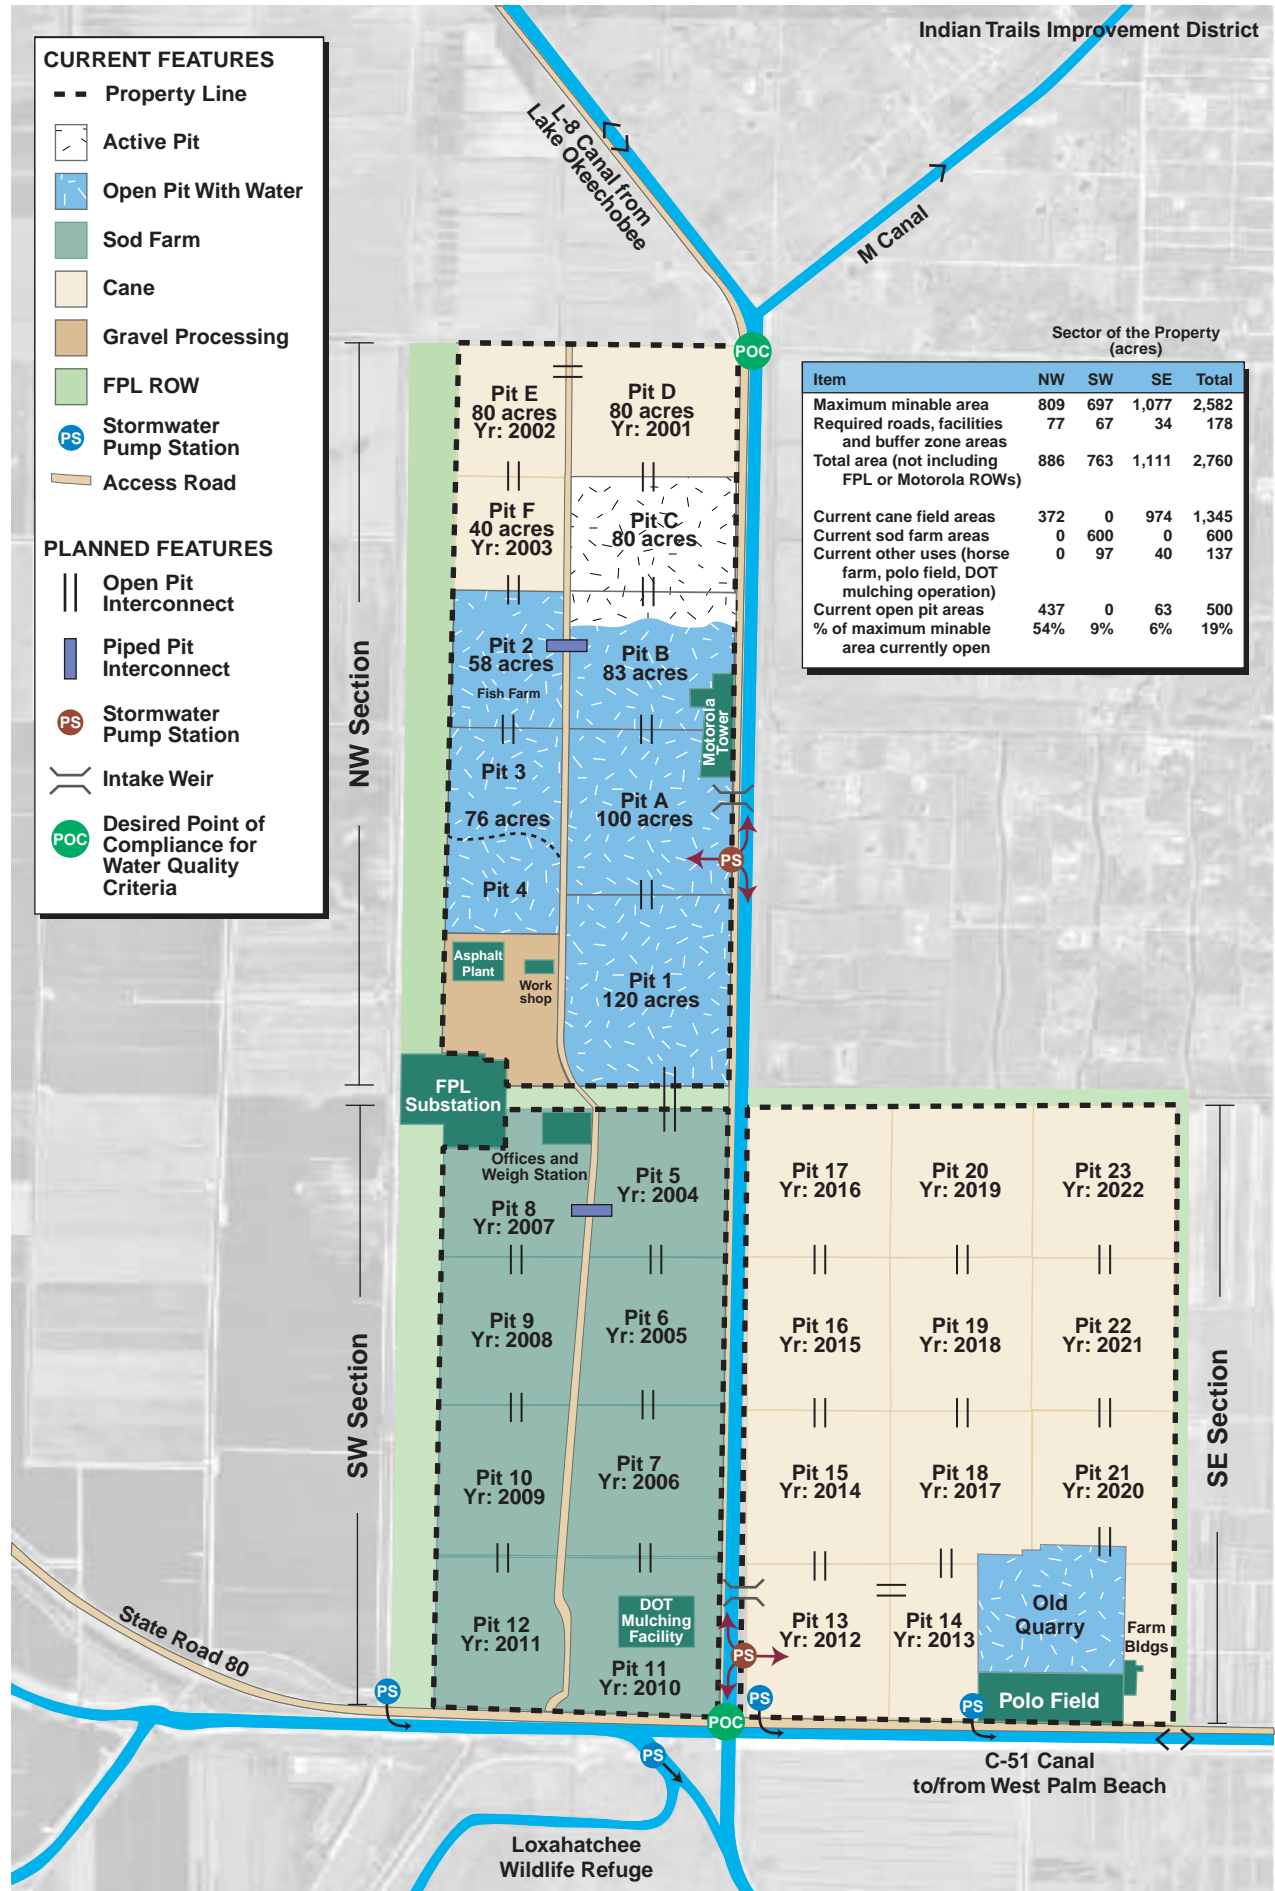 Indian Trails Improvement District
CURRENT FEATURES
Property Line
Active Pit
Open Pit With Water
Sod Farm
Cane
Gravel Processing
FPL ROW
PS
Stormwater
Pump Station
Access Road
PLANNED FEATURES
Open Pit
Interconnect
Piped Pit
Interconnect
PS
Stormwater
Pump Station
Intake Weir
POC
Desired Point of
Compliance for
Water Quality
Criteria
L-8 Canal from
Lake Okeechobee
M Canal
POC
Sector of the Property
(acres)
Item NW SW SE Total
Maximum minable area 809 697 1,077 2,582
Required roads, facilities 77 67 34 178
and buffer zone areas
Total area (not including 886 763 1,111 2,760
FPL or Motorola ROWs)
Current cane field areas 372 0 974 1,345
Current sod farm areas 0 600 0 600
Current other uses (horse 0 97 40 137
farm, polo field, DOT
mulching operation)
Current open pit areas 437 0 63 500
% of maximum minable 54% 9% 6% 19%
area currently open
NW Section
Pit E
80 acres
Yr: 2002
Pit D
80 acres
Yr: 2001
Pit F
40 acres
Yr: 2003
Pit C
80 acres
Pit 2
58 acres
Fish Farm
Pit B
83 acres
Motorola
Tower
Pit 3
76 acres
Pit A
100 acres
PS
Pit 4
Asphalt
Plant
Work
shop
Pit 1
120 acres
FPL
Substation
SW Section
Offices and
Weigh Station
Pit 5
Yr: 2004
Pit 8
Yr: 2007
Pit 9
Yr: 2008
Pit 6
Yr: 2005
Pit 10
Yr: 2009
Pit 7
Yr: 2006
Pit 12
Yr: 2011
DOT
Mulching
Facility
Pit 11
Yr: 2010
SE Section
Pit 17
Yr: 2016
Pit 20
Yr: 2019
Pit 23
Yr: 2022
Pit 16
Yr: 2015
Pit 19
Yr: 2018
Pit 22
Yr: 2021
Pit 15
Yr: 2014
Pit 18
Yr: 2017
Pit 21
Yr: 2020
Pit 13
Yr: 2012
Pit 14
Yr: 2013
Old
Quarry
Farm
Bldgs
Polo Field
PS
State Road 80
PS
PS
PS
POC
PS
C-51 Canal
to/from West Palm Beach
Loxahatchee
Wildlife Refuge